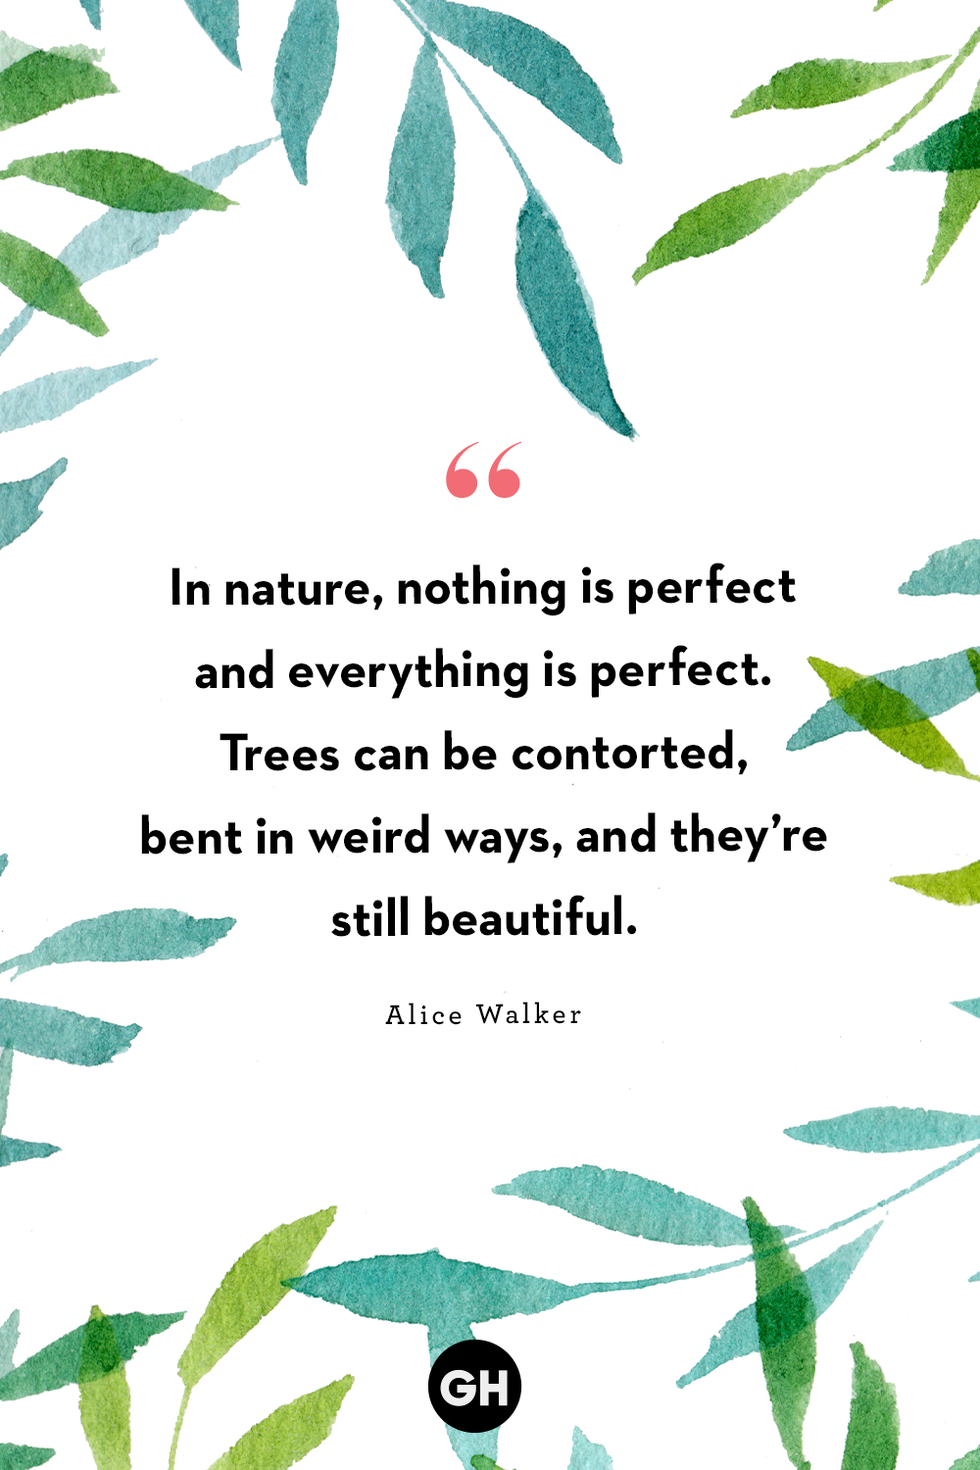 “
In nature, nothing is perfect
and everything is perfect.
Trees can be contorted,
bent in weird ways, and they’re
still beautiful.
Alice Walker
GH